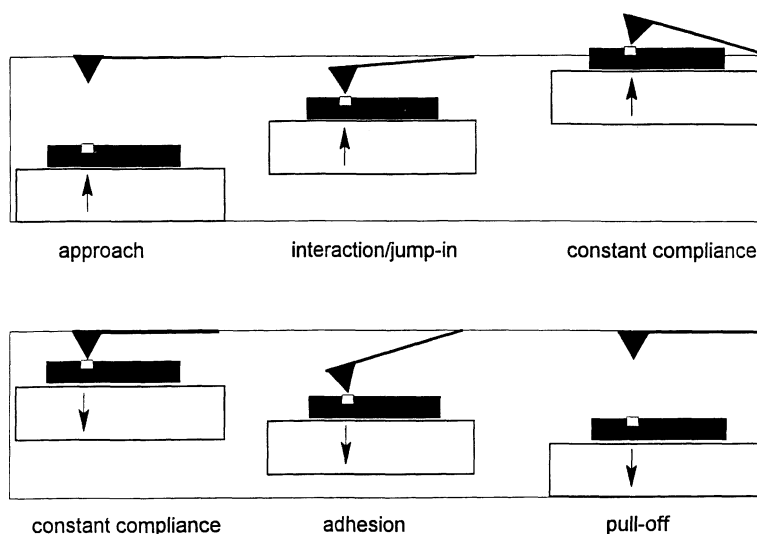 approach interaction/jump-in constant compliance
constant compliance adhesion pull-off